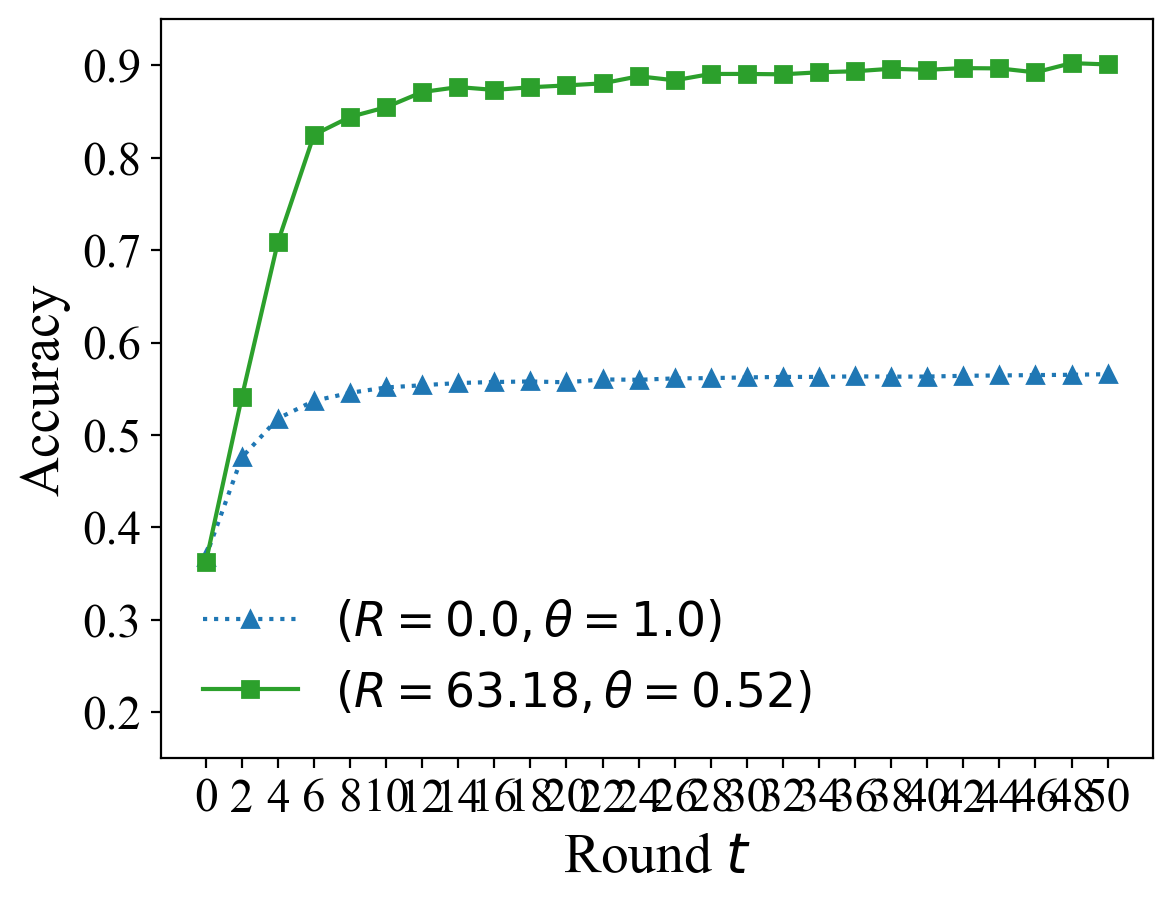 0.9
0.8
0.7
0.6
0.5
0.4
0.3
0.2
Accuracy
(R = 0.0, θ = 1.0)
(R = 63.18, θ = 0.52)
0 2 4 6 8 10 12 14 16 18 20 22 24 26 28 30 32 34 36 38 40 42 44 46 48 50
Round t